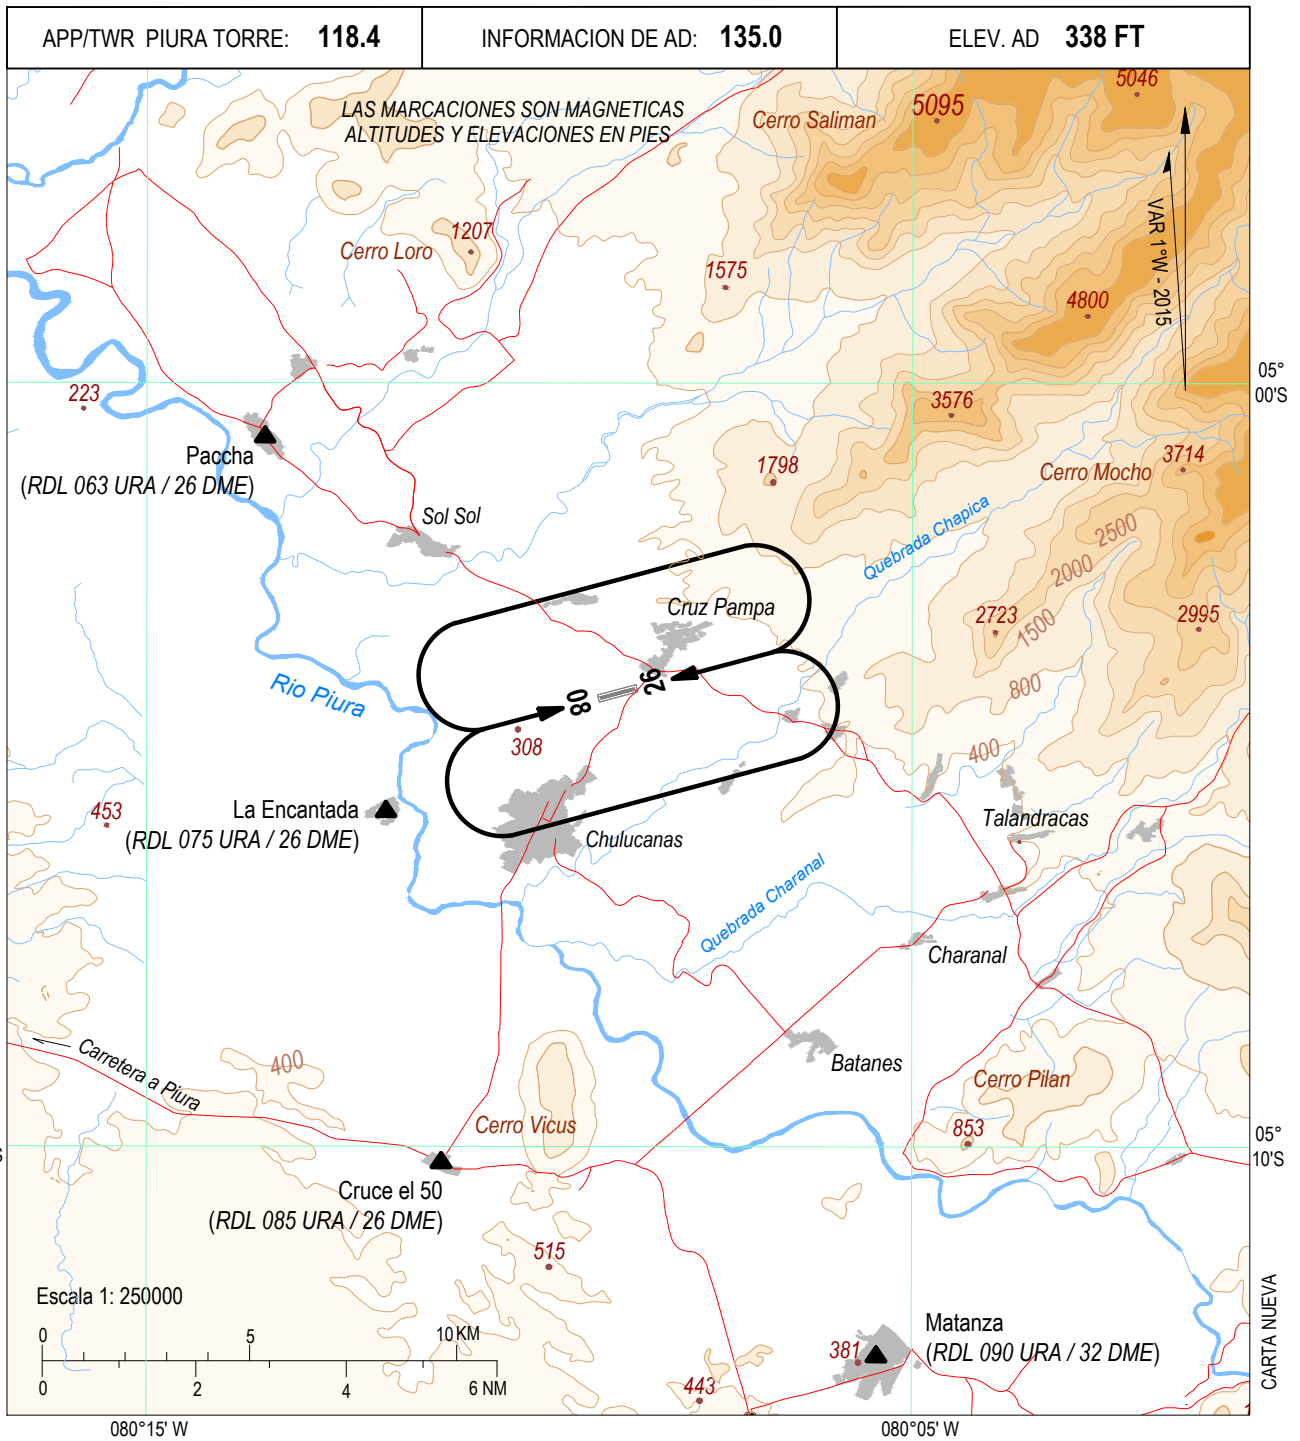 APP/TWR PIURA TORRE: 118.4
INFORMACION DE AD: 135.0
ELEV. AD 338 FT
LAS MARCACIONES SON MAGNETICAS
ALTITUDES Y ELEVACIONES EN PIES
Cerro Saliman
5095
5046
VAR 1°W - 2015
1207
Cerro Loro
1575
4800
05°
00'S
223
3576
Paccha
(RDL 063 URA / 26 DME)
1798
Cerro Mocho
3714
Sol Sol
Quebrada Chapica
2500
2000
1500
Cruz Pampa
2723
2995
Rio Piura
80
26
800
308
400
453
La Encantada
(RDL 075 URA / 26 DME)
Chulucanas
Talandracas
Quebrada Charanal
Charanal
Carretera a Piura
400
Batanes
Cerro Pilan
Cerro Vicus
853
05°
10'S
Cruce el 50
(RDL 085 URA / 26 DME)
515
Escala 1: 250000
0 5 10 KM
0 2 4 6 NM
Matanza
(RDL 090 URA / 32 DME)
381
443
CARTA NUEVA
080°15' W
080°05' W